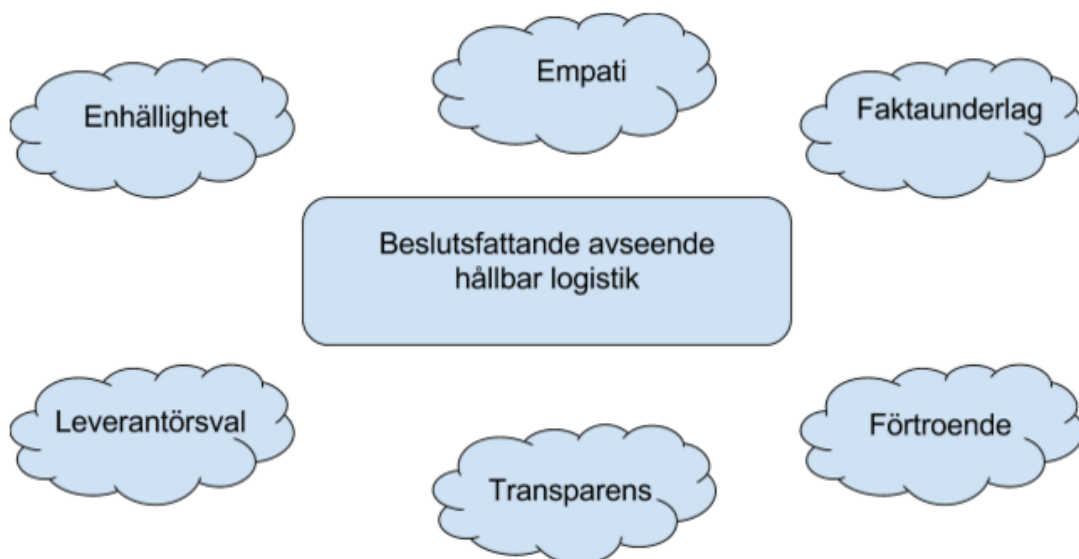 Empati
Enhällighet
Faktaunderlag
Beslutsfattande avseende
hållbar logistik
Leverantörsval
Förtroende
Transparens